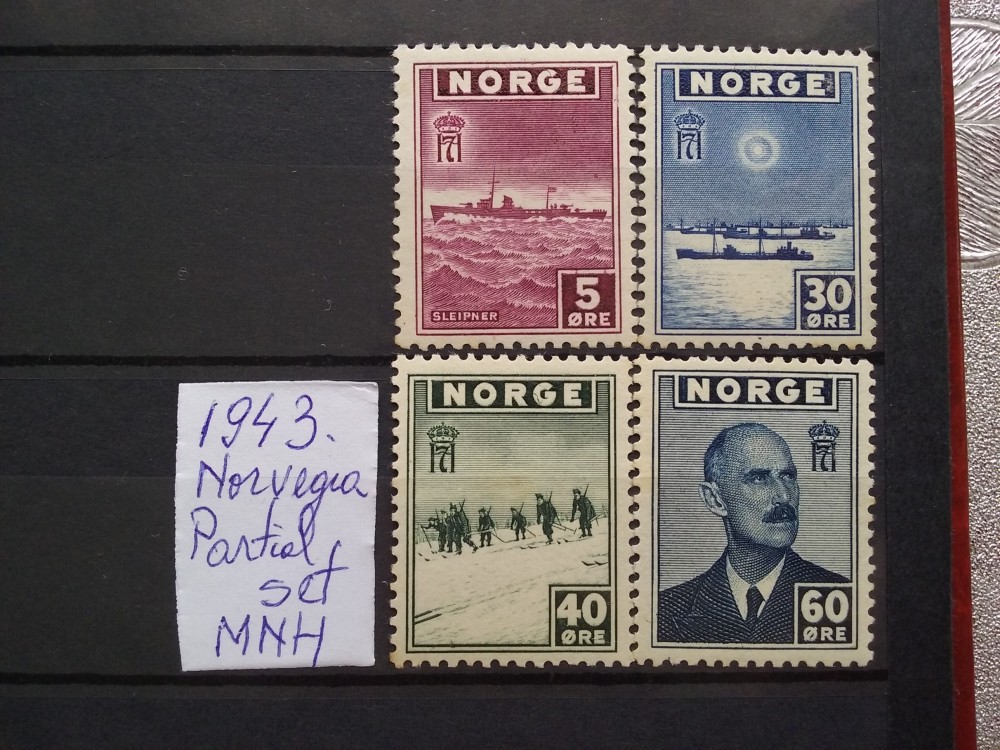 NORGE
SLEIPNER
5
ØRE
NORGE
30
ØRE
1943.
Norvegia
Partial
set
MNH
NORGE
40
ØRE
NORGE
60
ØRE